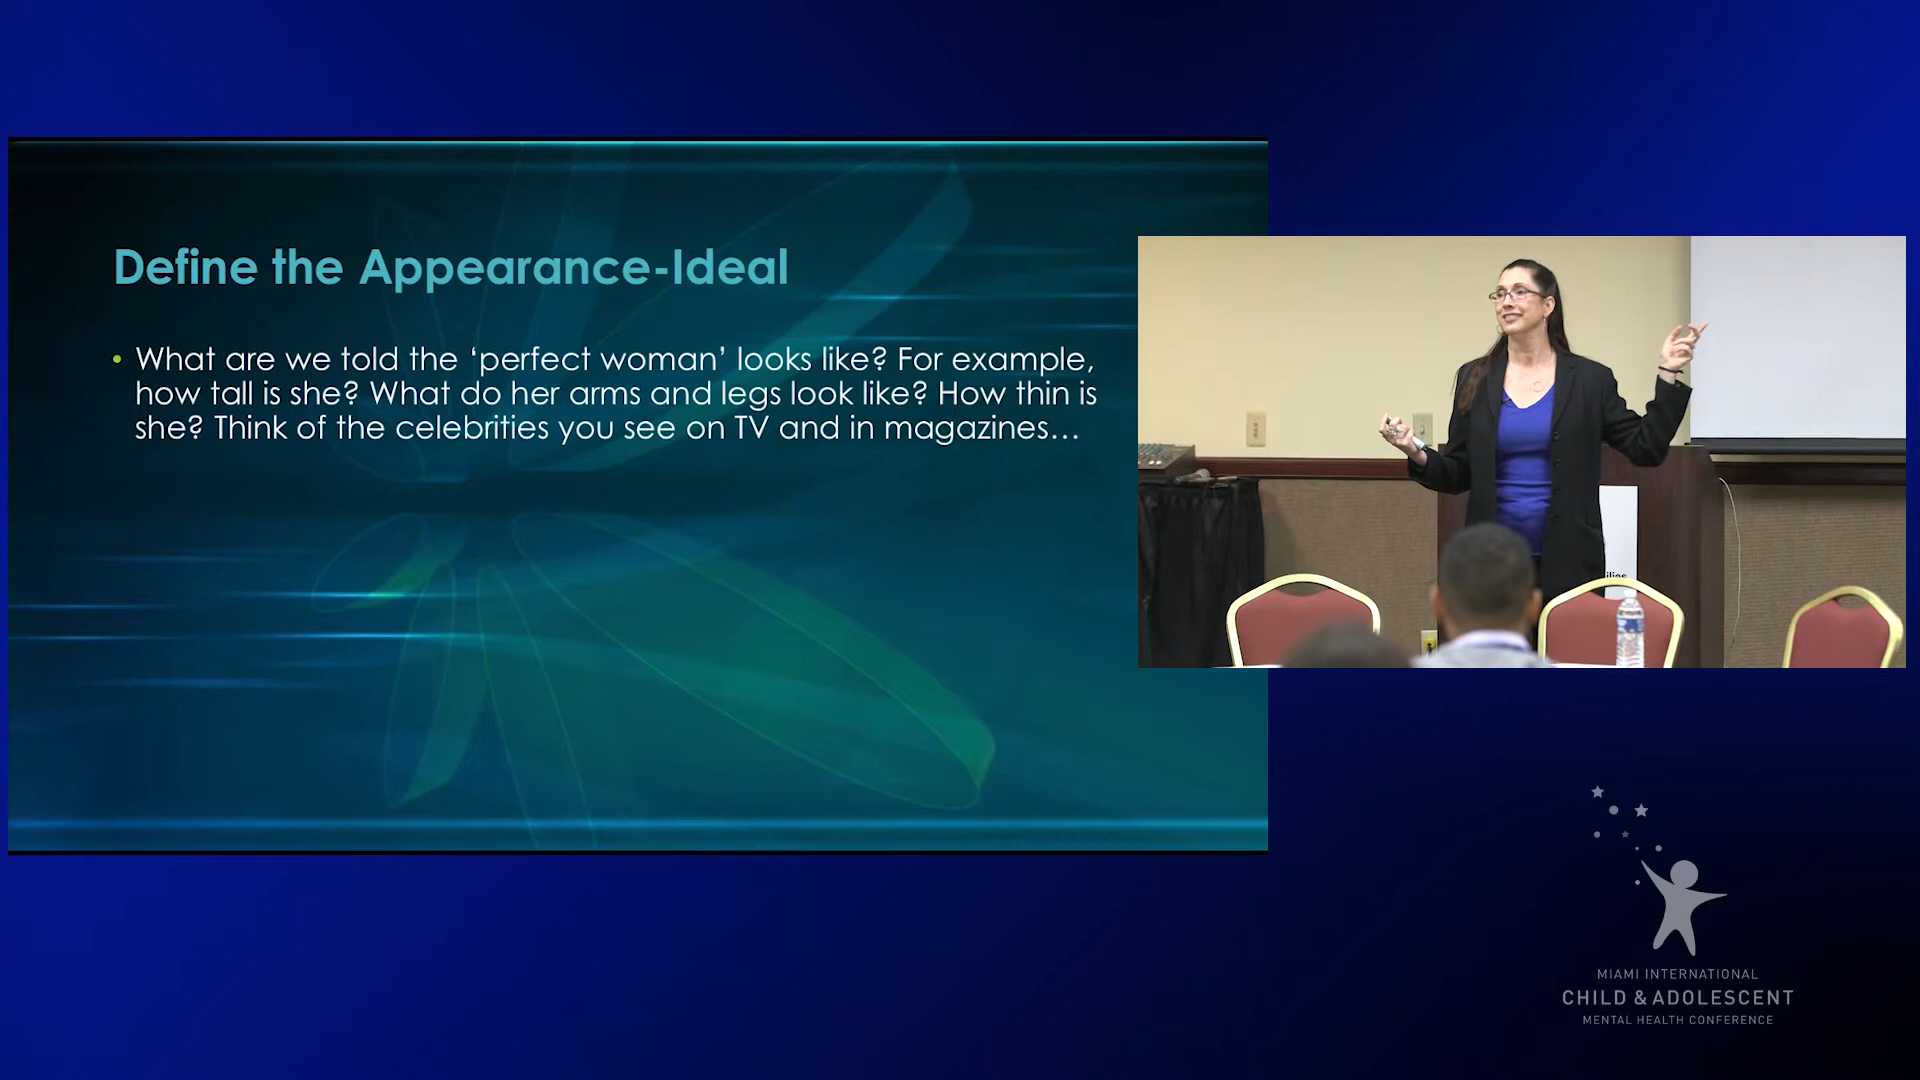 Define the Appearance-Ideal
• What are we told the ‘perfect woman’ looks like? For example,
how tall is she? What do her arms and legs look like? How thin is
she? Think of the celebrities you see on TV and in magazines…
MIAMI INTERNATIONAL
CHILD & ADOLESCENT
MENTAL HEALTH CONFERENCE